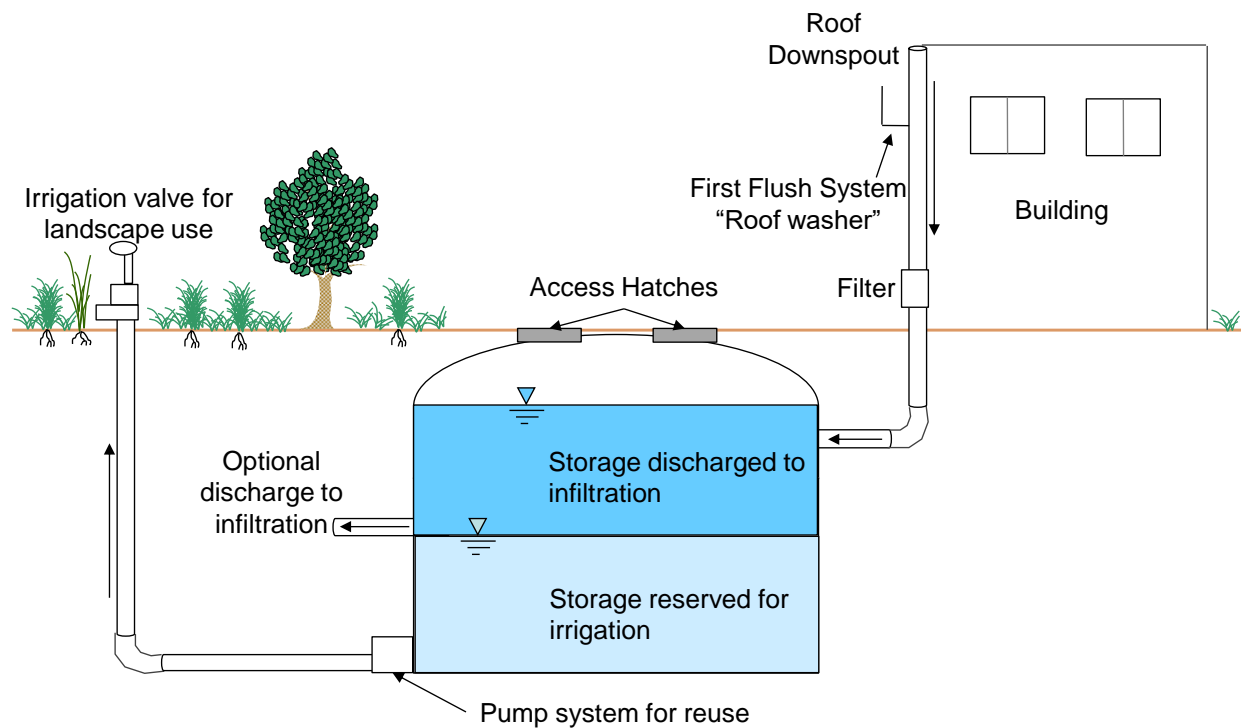 Roof
Downspout
First Flush System
“Roof washer”
Building
Irrigation valve for
landscape use
Access Hatches
Filter
Optional
discharge to
infiltration
Storage discharged to
infiltration
Storage reserved for
irrigation
Pump system for reuse